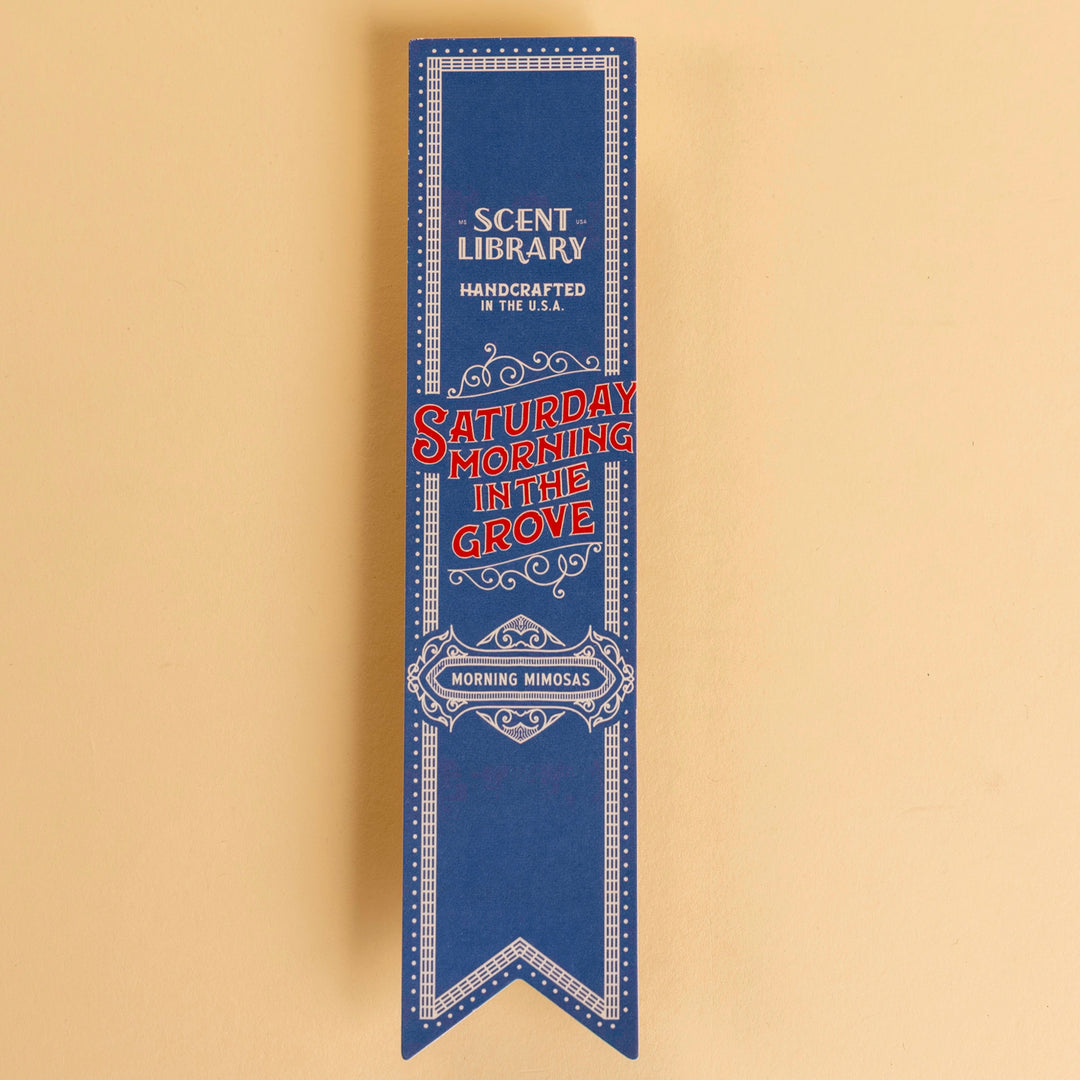 MS SCENT USA
LIBRARY
HANDCRAFTED
IN THE U.S.A.
SATURDAY
MORNING
IN THE
GROVE
MORNING MIMOSAS